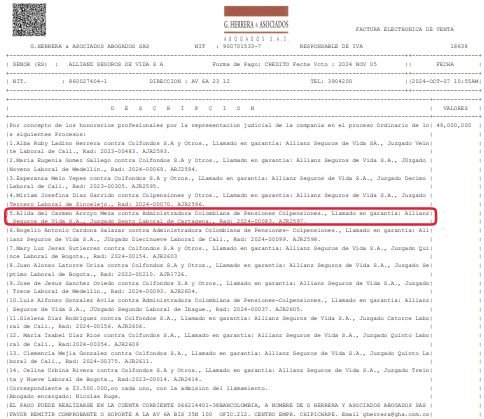 G. HERRERA & ASOCIADOS
ABOGADOS S.A.S.
FACTURA ELECTRONICA DE VENTA
G.HERRERA & ASOCIADOS ABOGADOS SAS NIT : 900701533-7 RESPONSABLE DE IVA 18638
SEÑOR (ES) : ALLIANZ SEGUROS DE VIDA S A Forma de Pago: CREDITO Fecha Vcto : 2024 NOV 05 FECHA
NIT. : 860027404-1 DIRECCION : AV 6A 23 12 TEL: 3904200 2024-OCT-07 10:55AM
D E S C R I P C I O N VALORES
Por concepto de los honorarios profesionales por la representacion judicial de la compania en el proceso Ordinario de lo 49,000,000
s siguientes Procesos:
1.Alba Ruby Ladino Herrera contra Colfondos S.A y Otros., Llamado en garantia: Allianz Seguros de Vida SA., Juzgado Vein
te Laboral de Cali., Rad: 2023-00483. AJR2593.
2.Maria Eugenia Gomez Gallego contra Colfondos S.A. y Otros., Llamado en garantia: Allianz Seguros de Vida S.A., JUzgado
Noveno Laboral de Medellin., Rad: 2024-00069. ARJ2594.
3.Esperanza Melo Yepes contra Colfondos S.A. y Otros., Llamado en garantia: Allianz Seguros de Vida S.A., Juzgado Decimo
Laboral de Cali., Rad: 2023-00305. AJR2595.
4.Miriam Josefina Diaz Garrido contra Colpensiones y Otros., Llamado en garantia: Allianz Seguros de Vida S.A., Juzgado
Tercero Laboral de Sincelejo., Rad: 2024-00070. AJR2596.
5.Alida del Carmen Arroyo Meza contra Administradora Colombiana de Pensiones Colpensiones., Llamado en garantia: Allianz
Seguros de Vida S.A., Juzgado Sexto Laboral de Cartagena., Rad: 2024-00083. AJR2597.
6.Rogelio Antonio Cardona Salazar contra Administradora Colombiana de Pensiones- Colpensiones., Llamado en garantia: All
ianz Seguros de Vida S.A., JUzgado Diecinueve Laboral de Cali., Rad: 2024-00099. AJR2598.
7.Mary Luz Jerez Gutierrez contra Colfondos S.A. y Otros., Llamado en garantia: Allianz Seguros de Vida S.A., Juzgado Qui
nce Laboral de Bogota., Rad: 2024-00154. AJR2603
8.Juan Alonso Latorre Uriza contra Colfondos S.A. y Otros., Llamado en garantia: Allianz Seguros de Vida S.A., Juzgado Se
ptimo Laboral de Bogota., Rad: 2022-00210. AJR1726.
9.Jose de Jesus Sanchez Oviedo contra Colfondos S.A. y Otros., Llamado en garantia: Allianz Seguros de Vida S.A., Juzgado
Trece Laboral de Medellin., Rad: 2024-00093. AJR2604.
10.Luis Alfonso Gonzalez Avila contra Administradora Colombiana de Pensiones-Colpensiones., Llamado en garantia: Allianz
Seguros de Vida S.A., JUzgado Segundo Laboral de Ibague., Rad: 2024-00037. AJR2605.
11.Gislena Dias Rodriguez contra Colfondos S.A., Llamado en garantia: Allianz Seguros de Vida S.A., Juzgado Catorce Labo
ral de Cali., Rad: 2024-00156. AJR2606.
12. Maria Isabel Diaz Rios contra Colfondos S.A., Llamado en garantia: Allianz Seguros de Vida S.A., Juzgado Quinto Labo
ral de Cali., Rad: 2024-00354. AJR2609
13. Clemencia Mejia Gonzalez contra Colfondos S.A., Llamado en garantia: Allianz Seguros de Vida S.A., Juzgado Quinto La
boral de Cali., Rad: 2024-00375. AJR2611.
14. Celina Urbina Rivera contra Colfondos S.A., Llamado en garantia: Allianz Seguros de Vida S.A., Juzgado Trein
ta y Nueve Laboral de Bogota., Rad:2023-00014. AJR2414.
Correspondiente a $3.500.000,oo cada uno, con la admision del llamamiento.
Abogado encargado: Nicolas Ruge.
EL PAGO PUEDE REALIZARSE EN LA CUENTA CORRIENTE 066214401-3BBANCOLOMBIA, A NOMBRE DE G HERRERA Y ASOCIADOS ABOGADOS SAS
FAVOR REMITIR COMPROBANTE O SOPORTE A LA AV 6A BIS 35N 100 OFIC.212. CENTRO EMPR. CHIPICHAPE. Email gherrera@gha.com.co